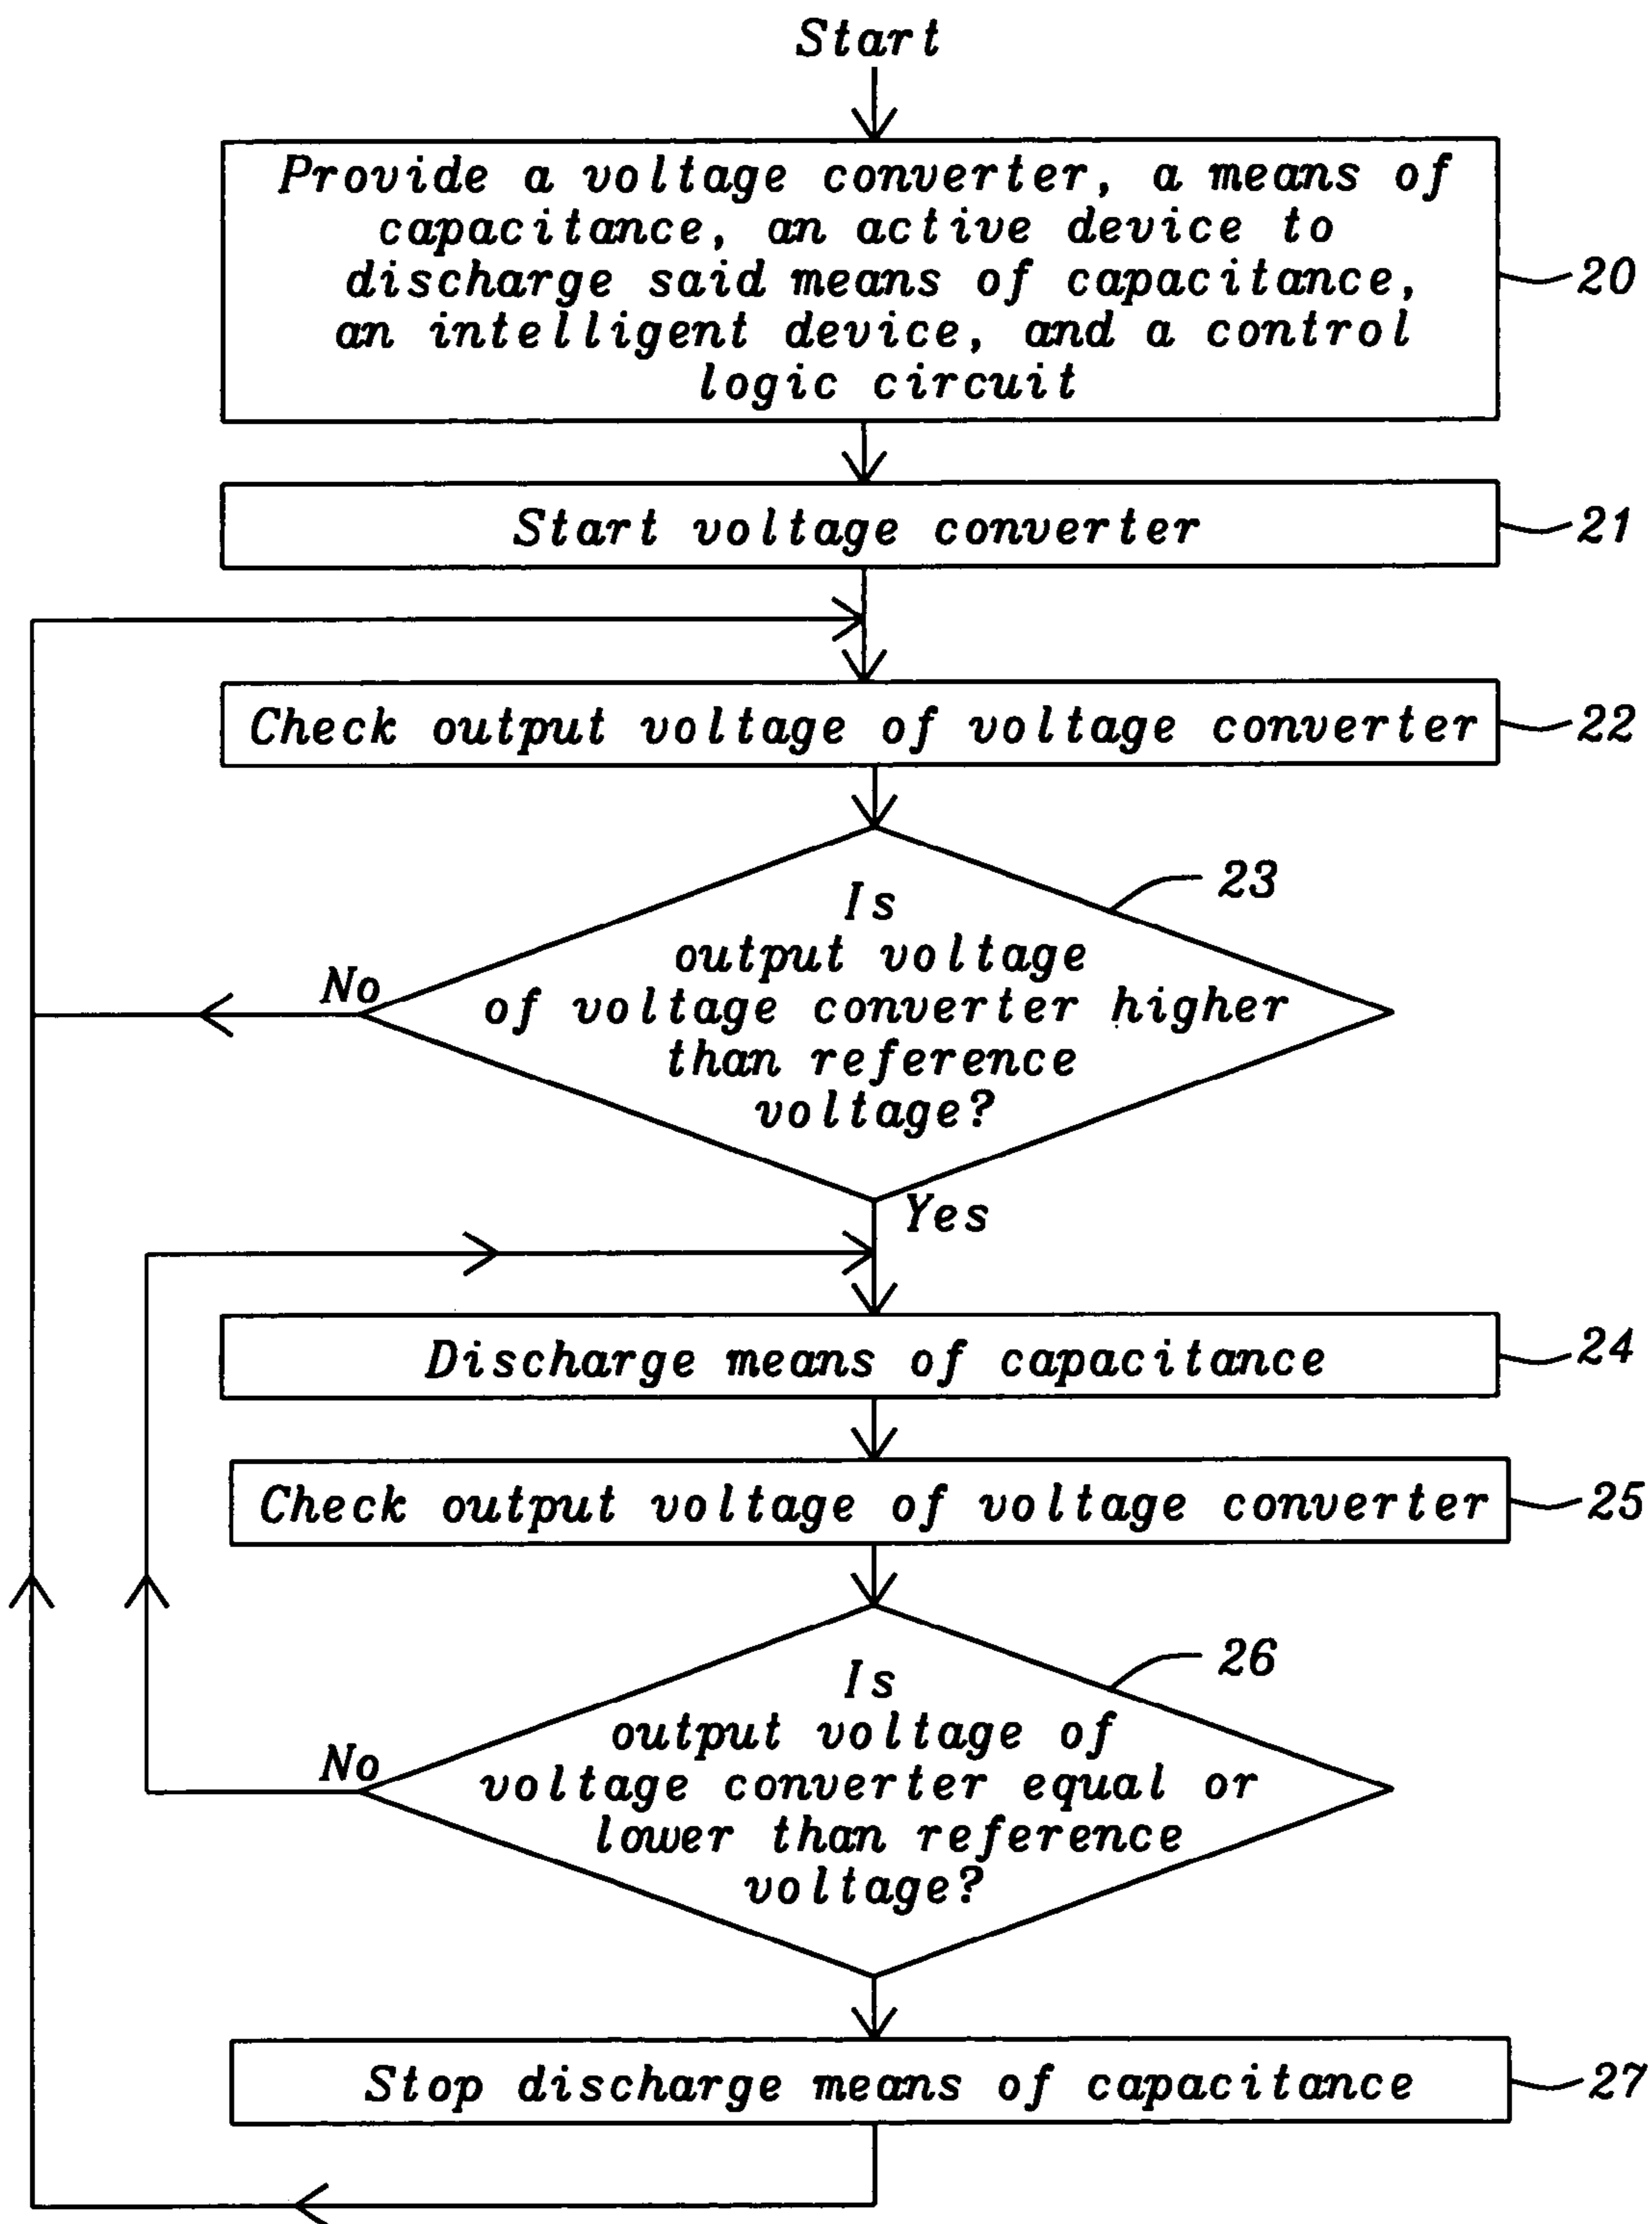 Start
Provide a voltage converter, a means of
capacitance, an active device to
discharge said means of capacitance,
an intelligent device, and a control
logic circuit
20
Start voltage converter
21
Check output voltage of voltage converter
22
23
Is
output voltage
of voltage converter higher
than reference
voltage?
No
Yes
Discharge means of capacitance
24
Check output voltage of voltage converter
25
26
Is
output voltage of
voltage converter equal or
lower than reference
voltage?
No
Stop discharge means of capacitance
27